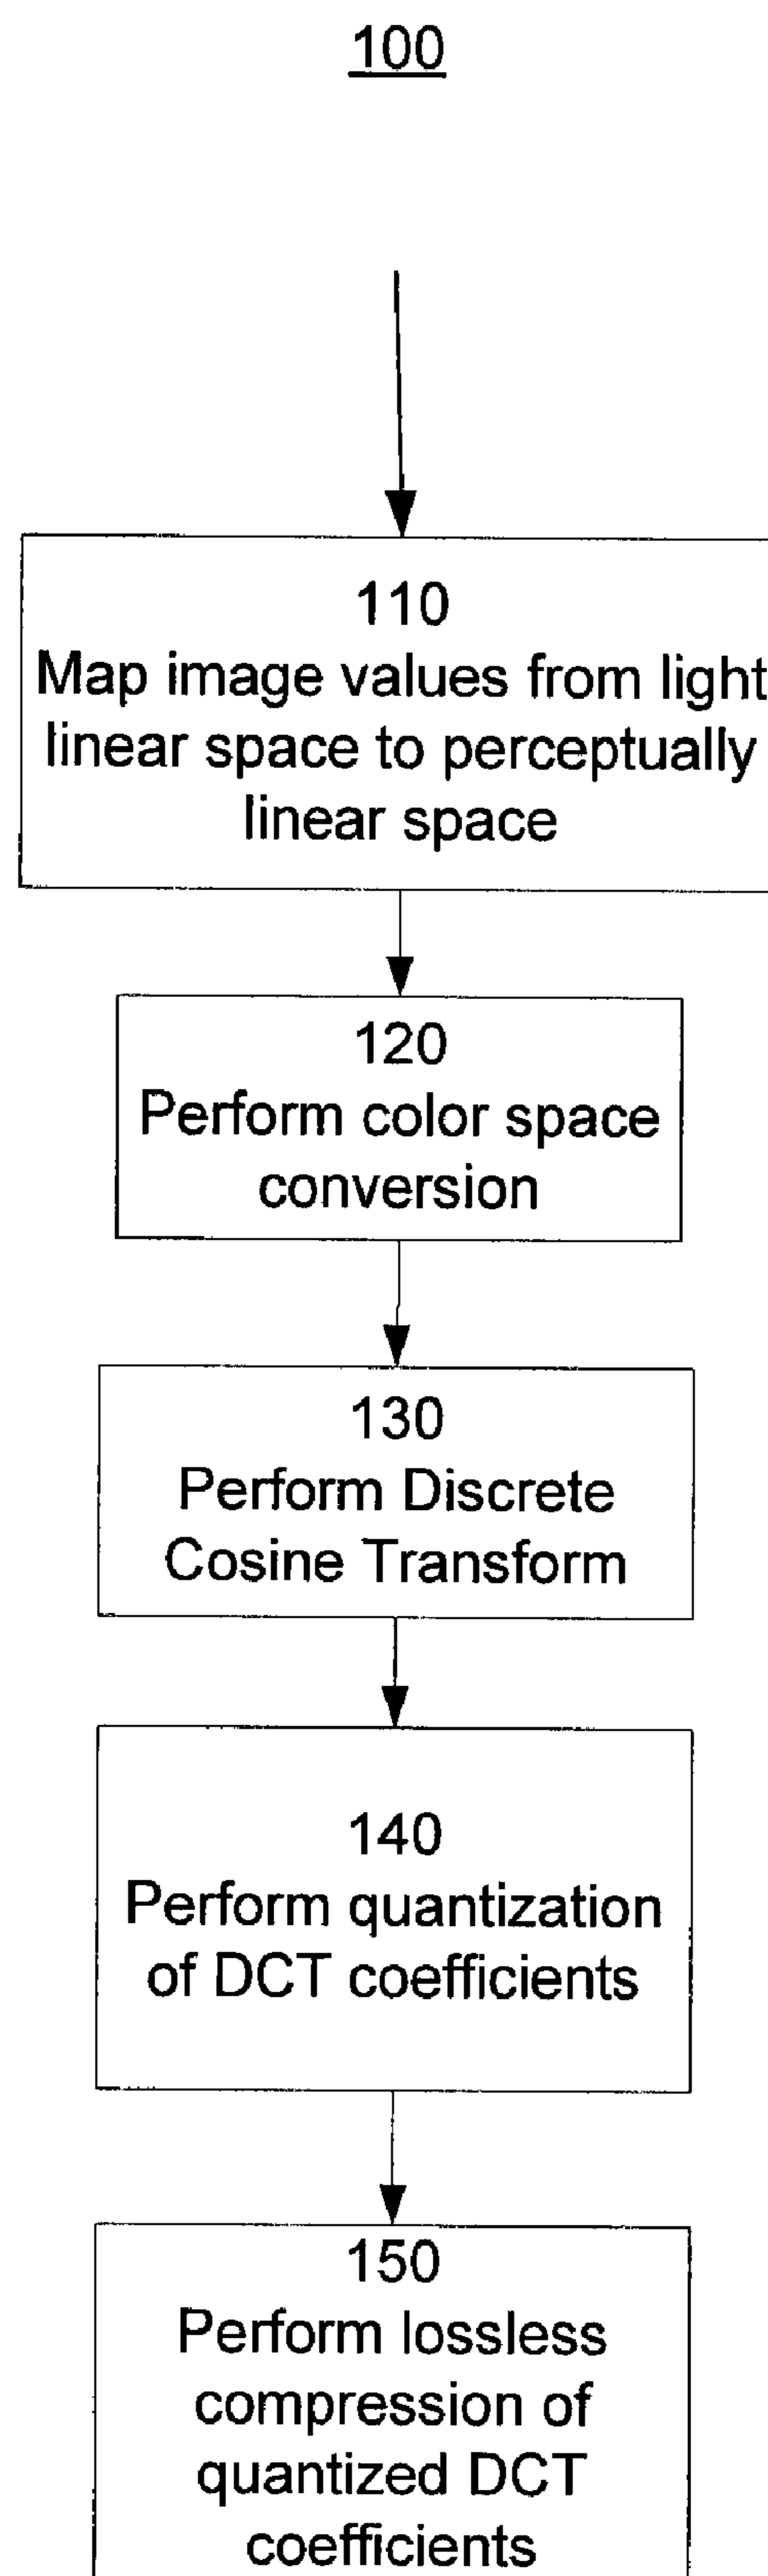 100
110
Map image values from light
linear space to perceptually
linear space
120
Perform color space
conversion
130
Perform Discrete
Cosine Transform
140
Perform quantization
of DCT coefficients
150
Perform lossless
compression of
quantized DCT
coefficients